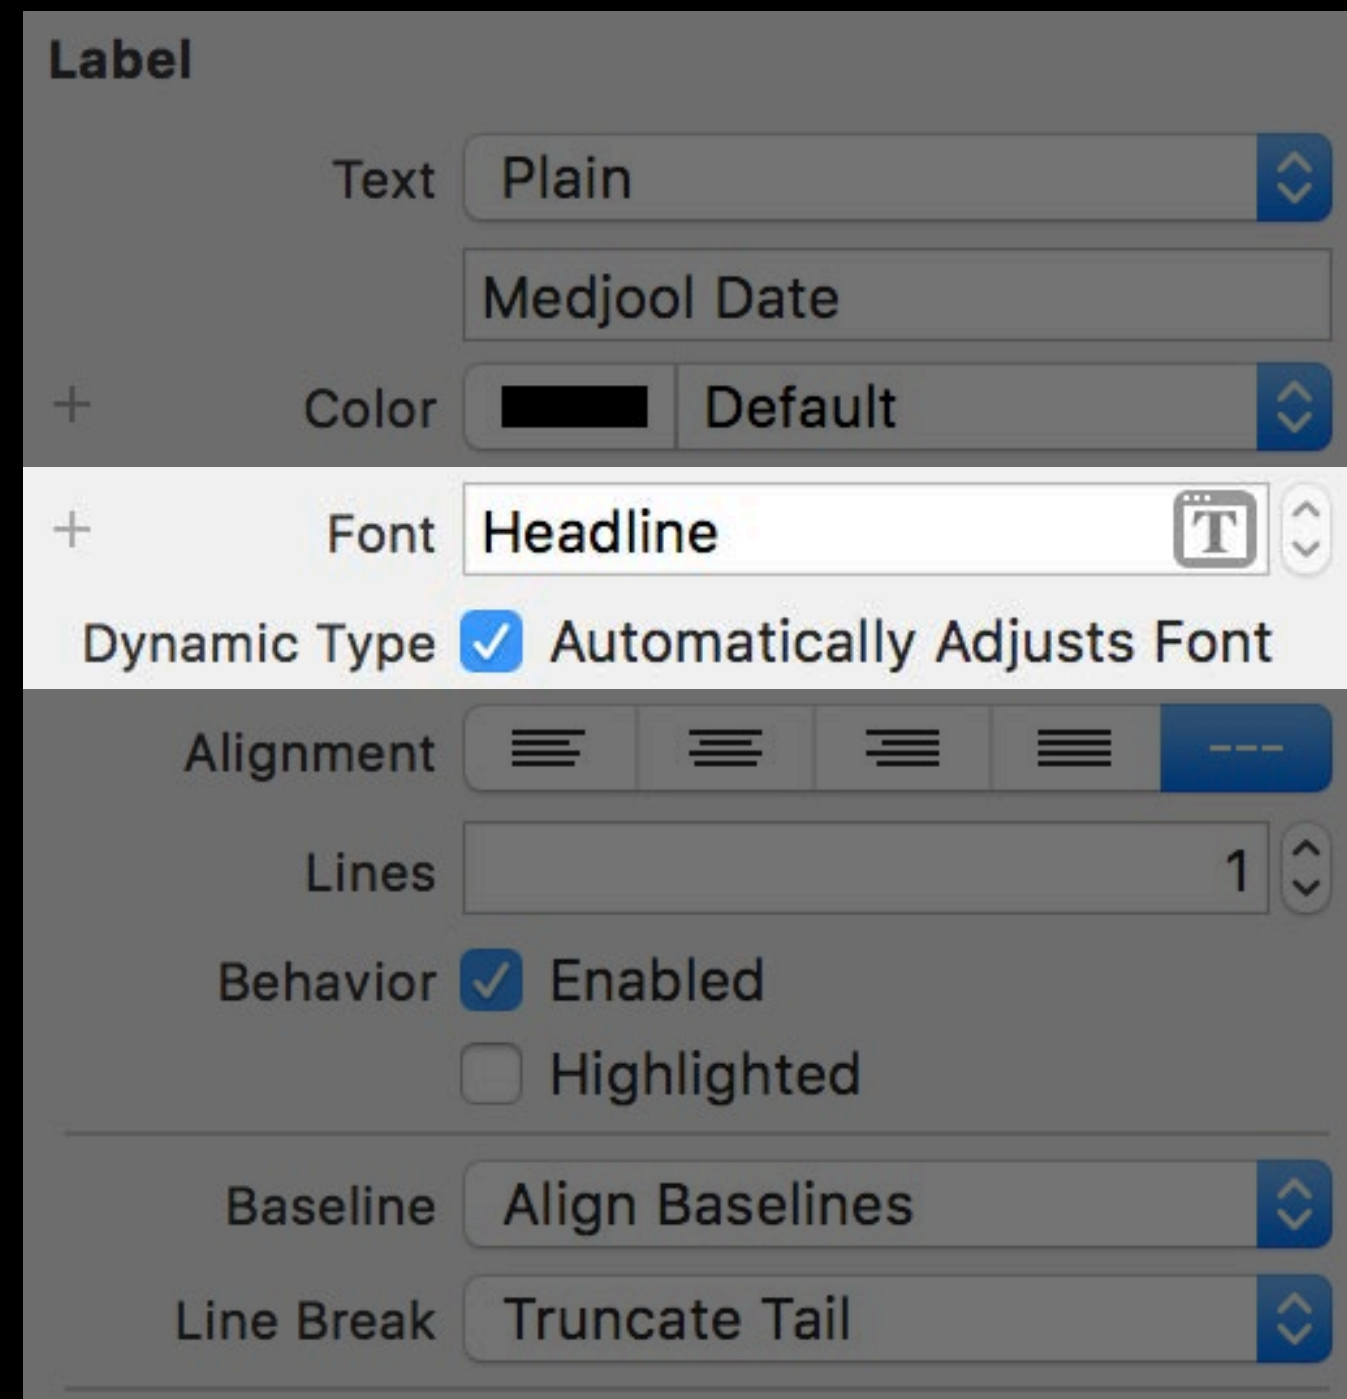 Label
Text Plain
Medjool Date
+ Color Default
+ Font Headline T
Dynamic Type Automatically Adjusts Font
Alignment ---
Lines 1
Behavior Enabled
Highlighted
Baseline Align Baselines
Line Break Truncate Tail